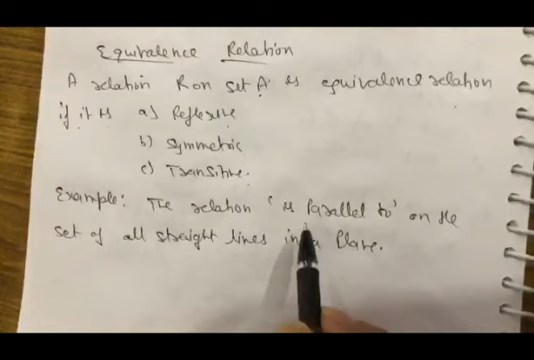 Equivalence Relation
A relation R on set A is equivalence relation
if it is a) Reflexive
b) Symmetric
c) Transitive.
Example: The relation 'is Parallel to' on the
set of all straight lines in a Plane.